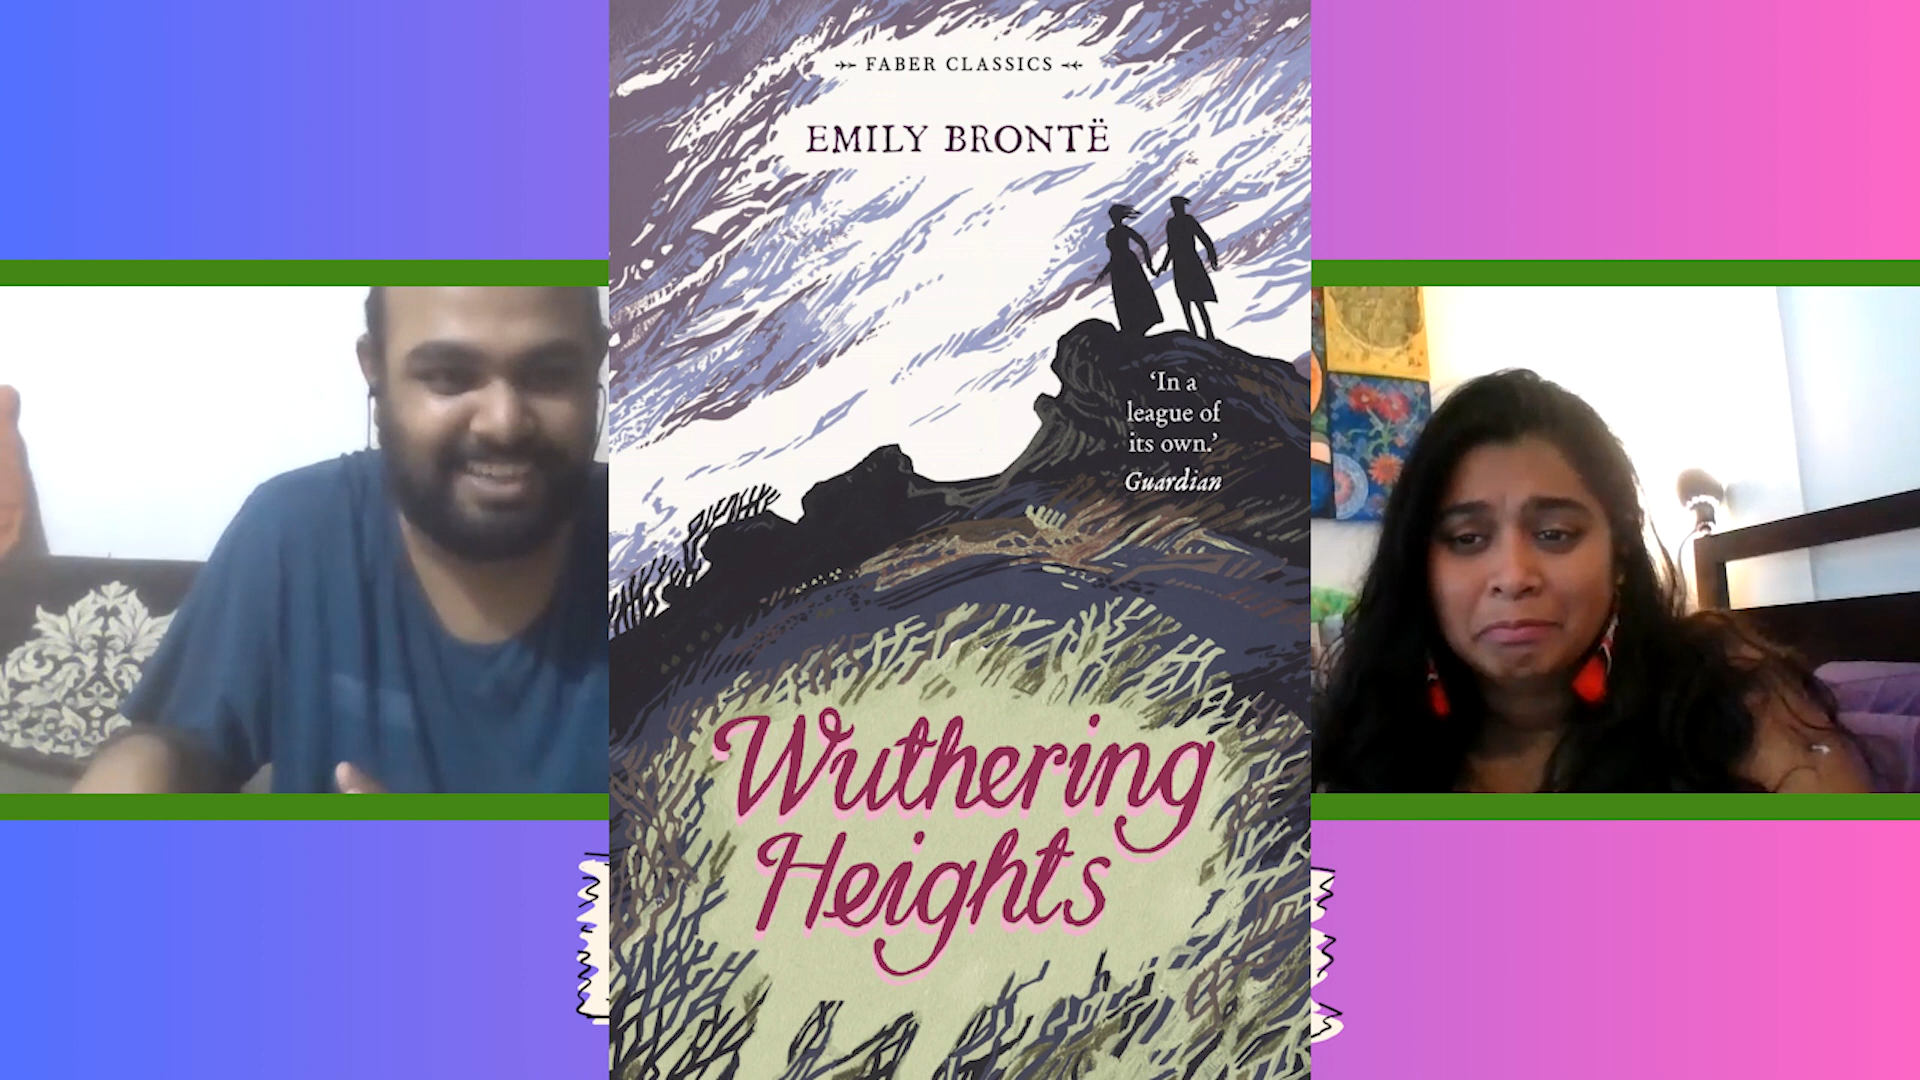 FABER CLASSICS
EMILY BRONTË
‘In a
league of
its own.’
Guardian
Wuthering
Heights